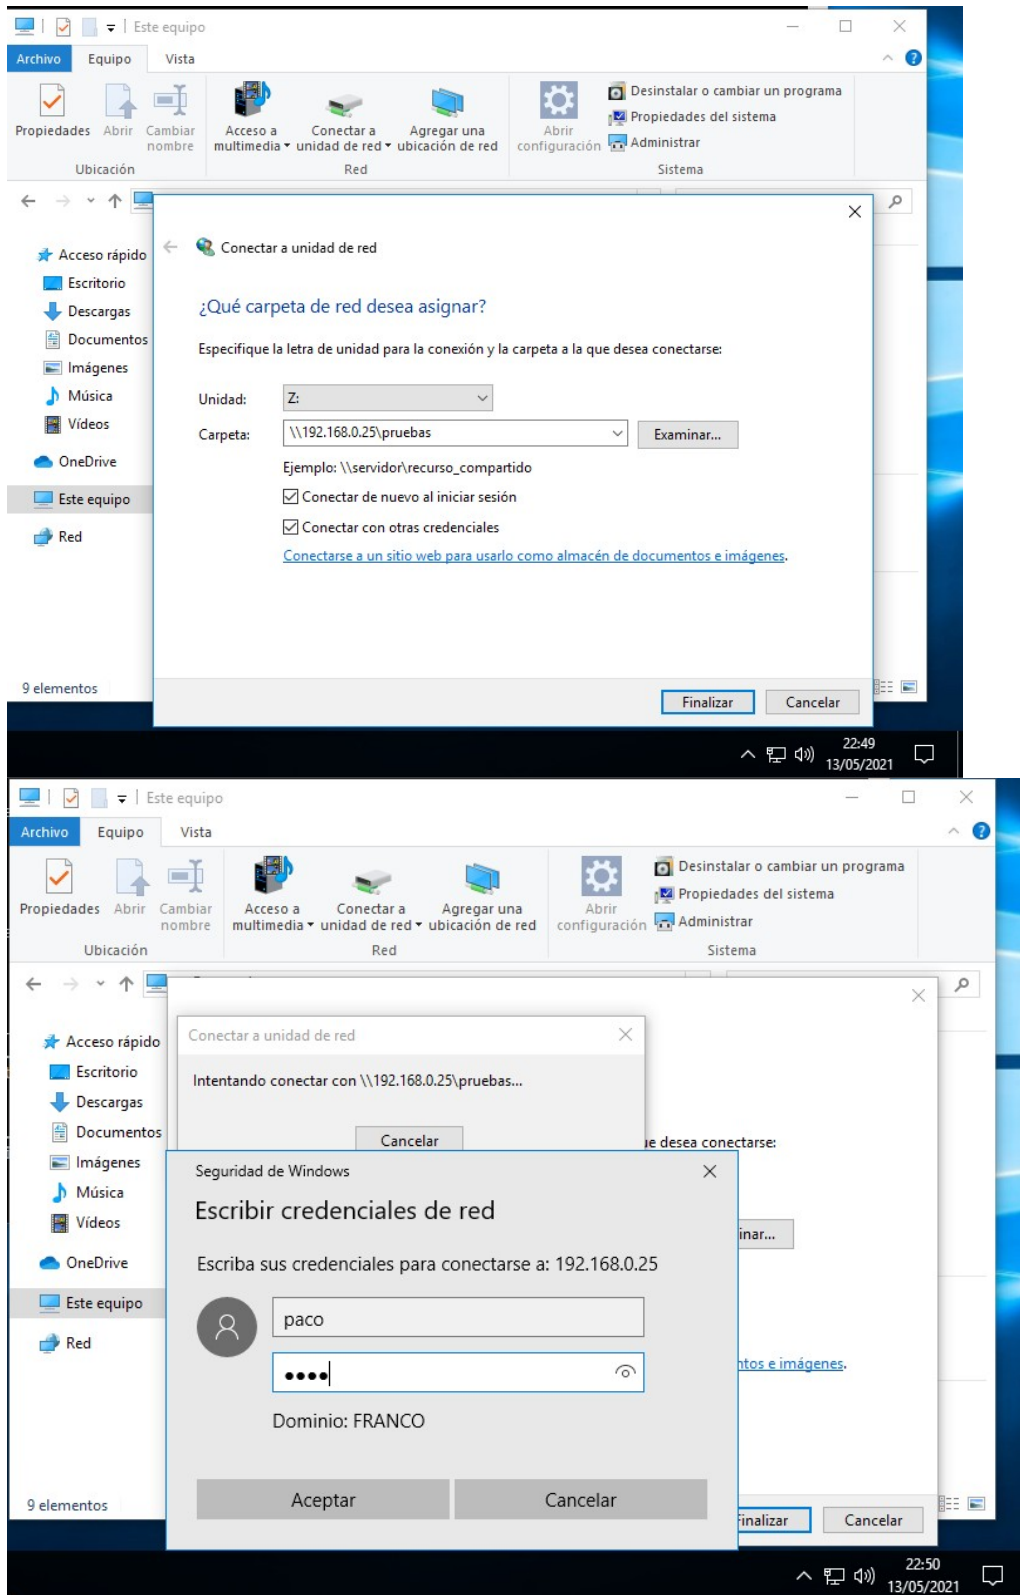 Este equipo
Archivo Equipo Vista
Propiedades Abrir Cambiar nombre
Acceso a multimedia Conectar a unidad de red Agregar una ubicación de red
Abrir configuración
Desinstalar o cambiar un programa
Propiedades del sistema
Administrar
Ubicación Red Sistema
Acceso rápido
Escritorio
Descargas
Documentos
Imágenes
Música
Vídeos
OneDrive
Este equipo
Red
9 elementos
Conectar a unidad de red
¿Qué carpeta de red desea asignar?
Especifique la letra de unidad para la conexión y la carpeta a la que desea conectarse:
Unidad: Z:
Carpeta: \\192.168.0.25\pruebas Examinar...
Ejemplo: \\servidor\recurso_compartido
Conectar de nuevo al iniciar sesión
Conectar con otras credenciales
Conectarse a un sitio web para usarlo como almacén de documentos e imágenes.
Finalizar Cancelar
22:49
13/05/2021
Este equipo
Archivo Equipo Vista
Propiedades Abrir Cambiar nombre
Acceso a multimedia Conectar a unidad de red Agregar una ubicación de red
Abrir configuración
Desinstalar o cambiar un programa
Propiedades del sistema
Administrar
Ubicación Red Sistema
Acceso rápido
Escritorio
Descargas
Documentos
Imágenes
Música
Vídeos
OneDrive
Este equipo
Red
9 elementos
Conectar a unidad de red
Intentando conectar con \\192.168.0.25\pruebas...
Cancelar
ue desea conectarse:
inar...
ntos e imágenes.
Seguridad de Windows
Escribir credenciales de red
Escriba sus credenciales para conectarse a: 192.168.0.25
paco
••••
Dominio: FRANCO
Aceptar Cancelar
Finalizar Cancelar
22:50
13/05/2021